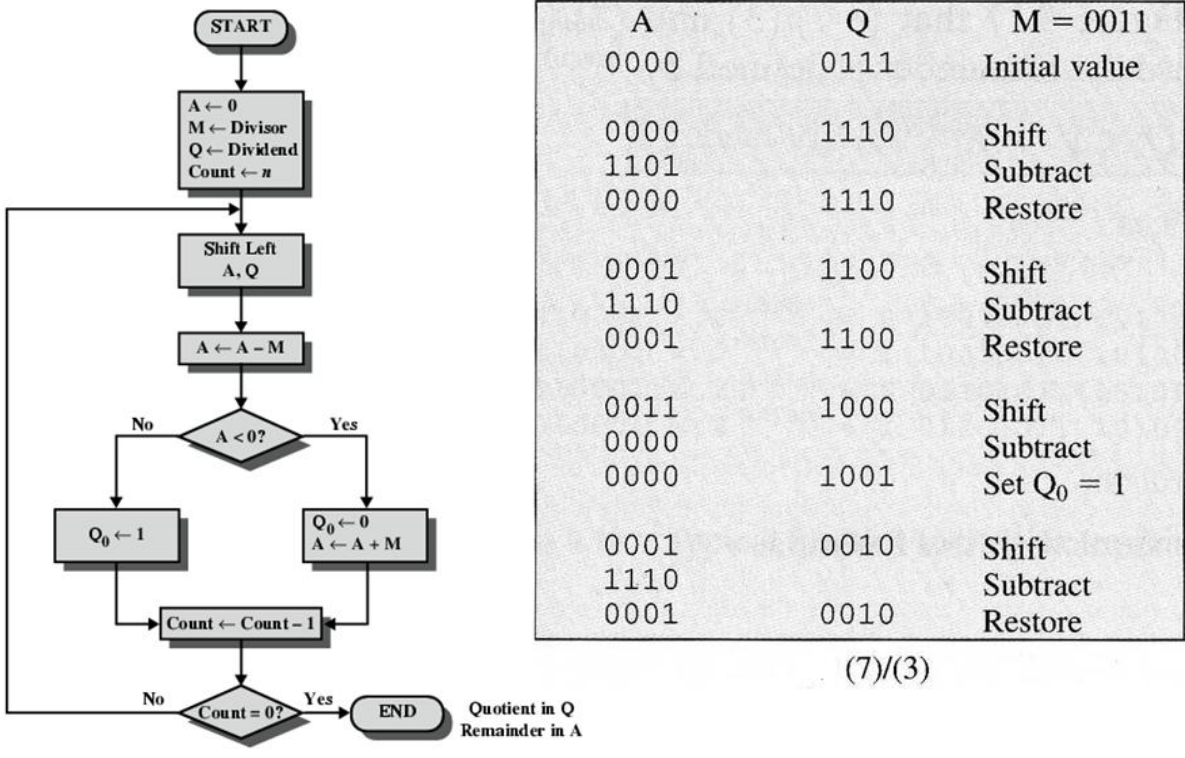 START
A ← 0
M ← Divisor
Q ← Dividend
Count ← n
Shift Left
A, Q
A ← A – M
No
A < 0?
Yes
Q₀ ← 1
Q₀ ← 0
A ← A + M
Count ← Count – 1
No
Count = 0?
Yes
END
Quotient in Q
Remainder in A
A Q M = 0011
0000 0111 Initial value
0000 1110 Shift
1101 Subtract
0000 1110 Restore
0001 1100 Shift
1110 Subtract
0001 1100 Restore
0011 1000 Shift
0000 Subtract
0000 1001 Set Q₀ = 1
0001 0010 Shift
1110 Subtract
0001 0010 Restore
(7)/(3)